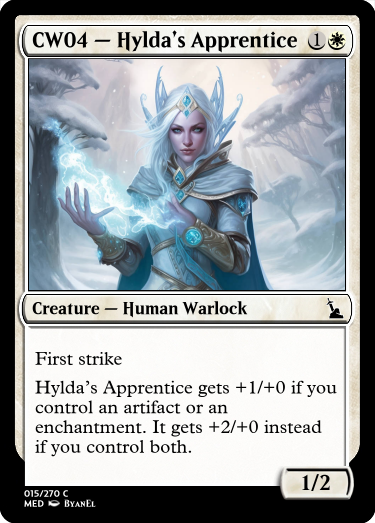 CW04 — Hylda's Apprentice 1
Creature — Human Warlock
First strike
Hylda's Apprentice gets +1/+0 if you
control an artifact or an
enchantment. It gets +2/+0 instead
if you control both.
1/2
015/270 C
MED ByanEl